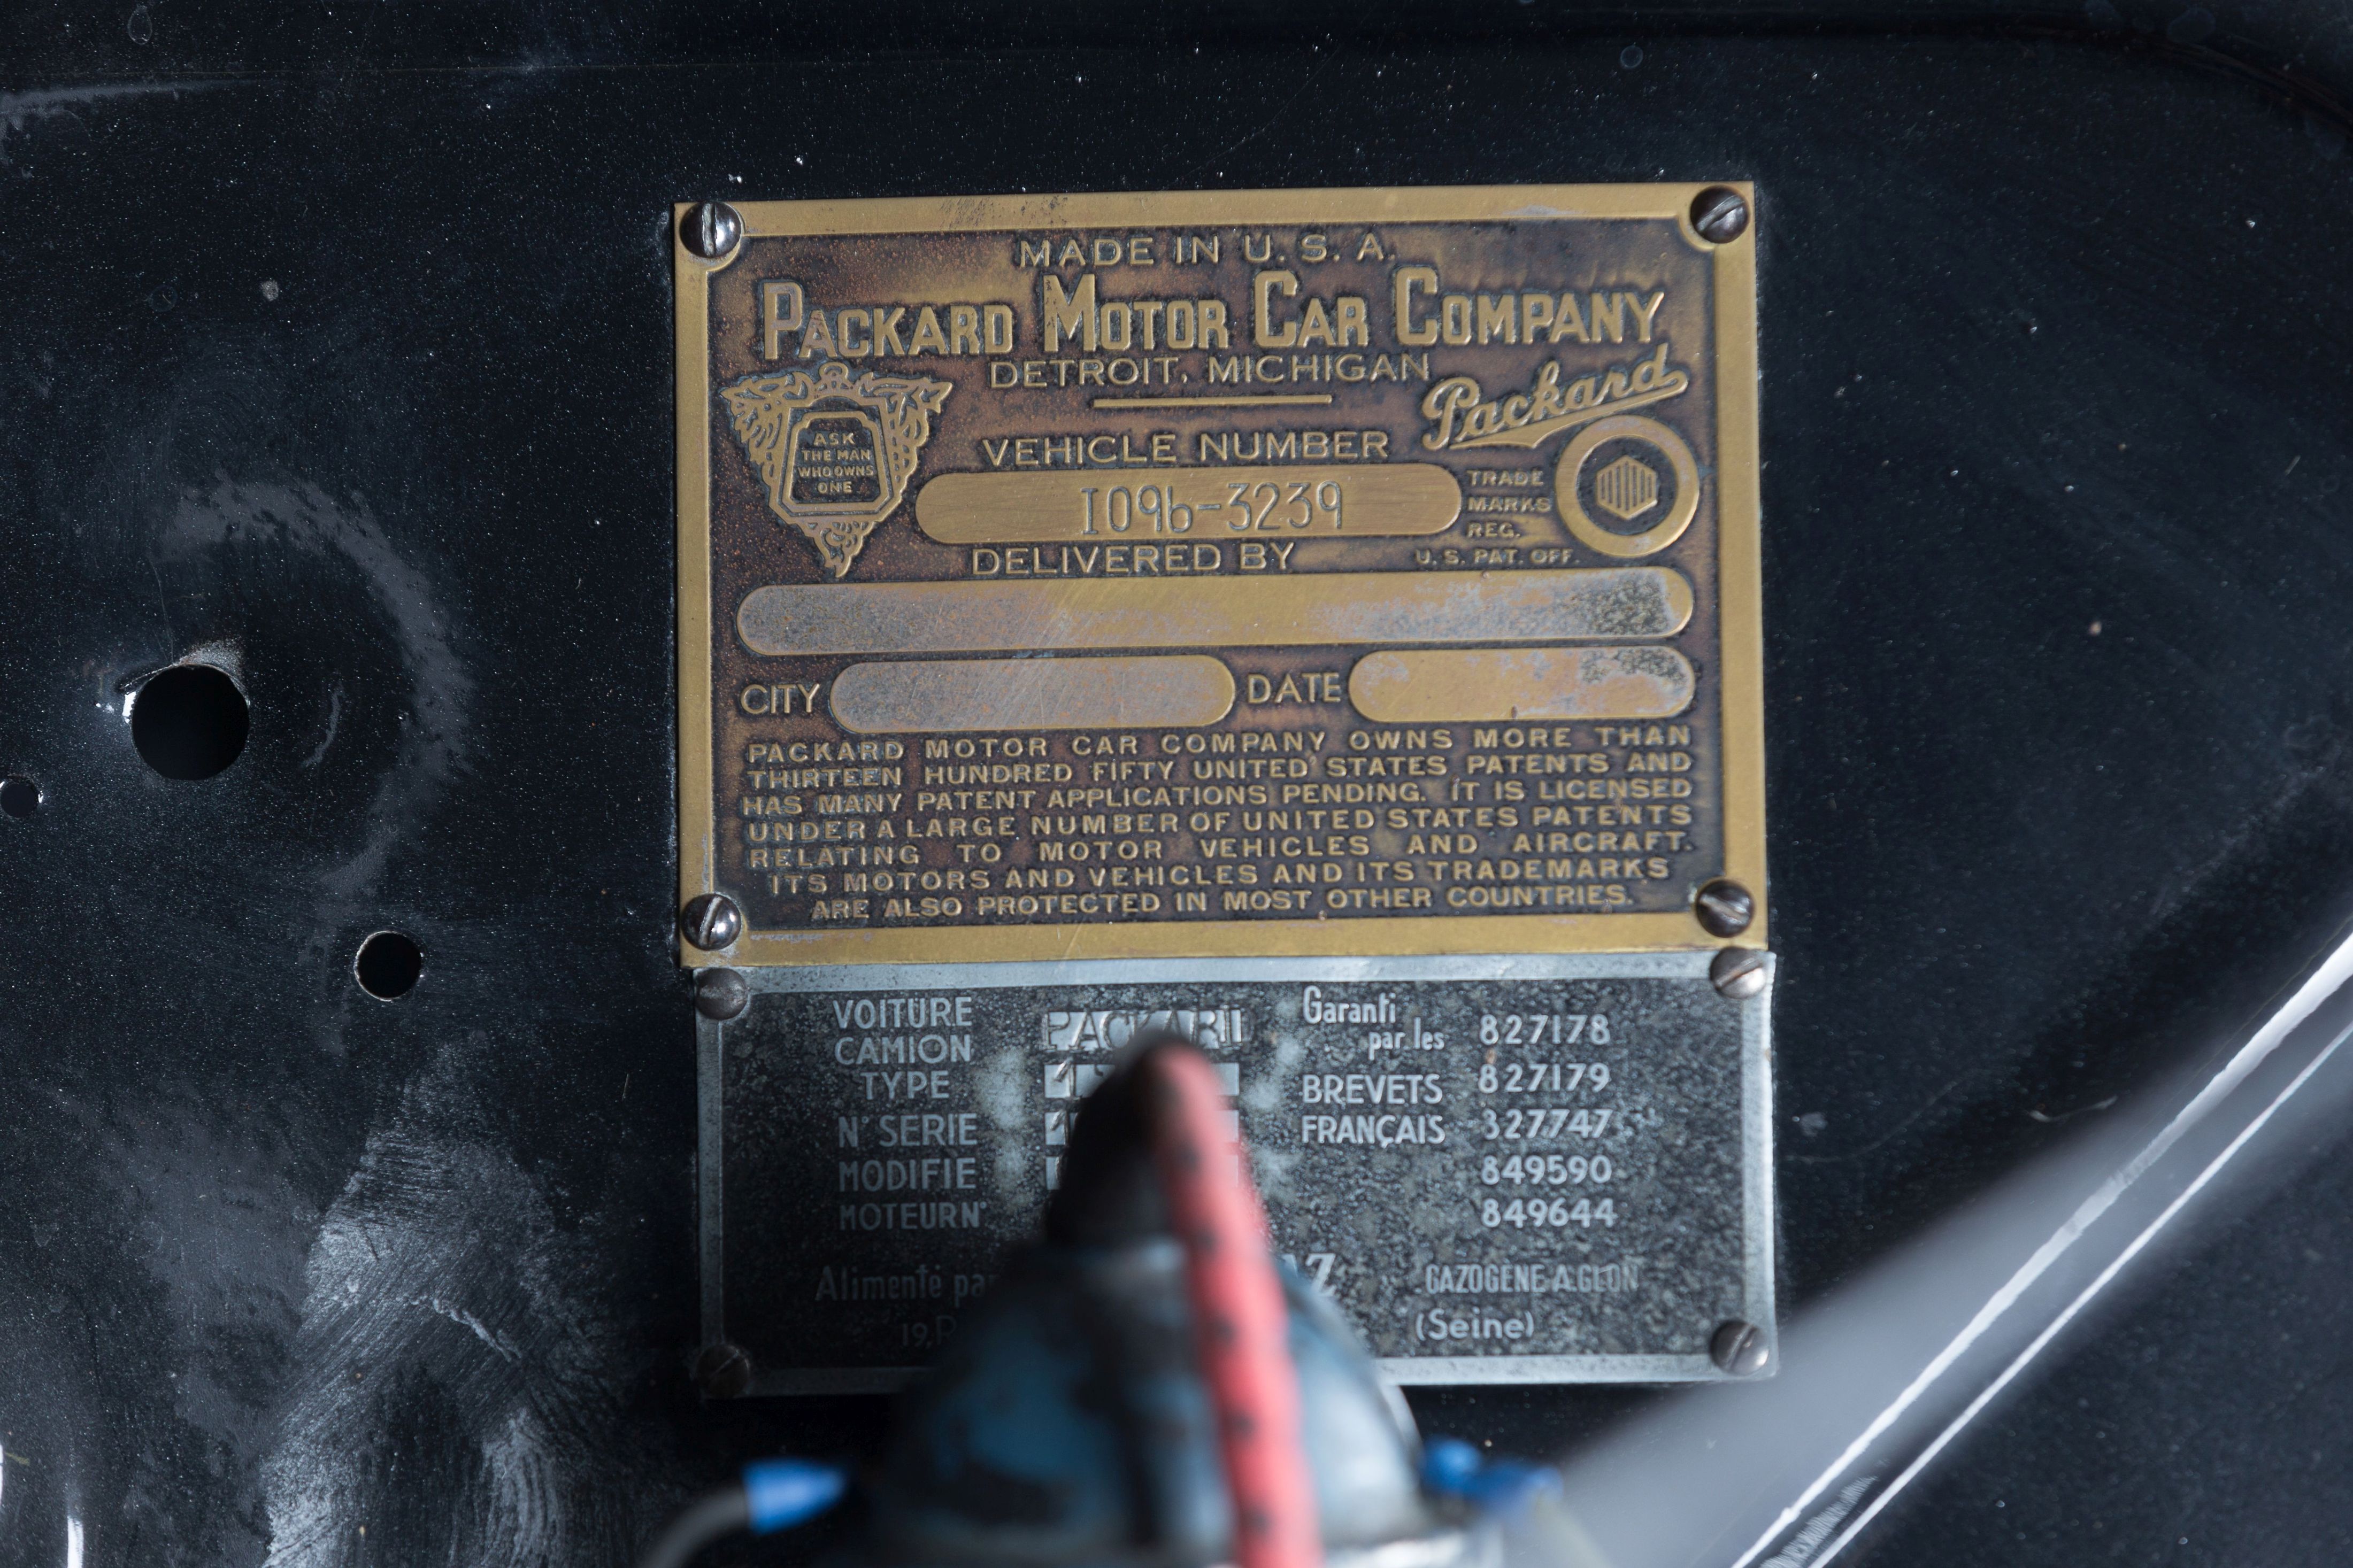 MADE IN U. S. A.
PACKARD MOTOR CAR COMPANY
DETROIT, MICHIGAN
Packard
ASK
THE MAN
WHO OWNS
ONE
VEHICLE NUMBER
1096-3239
TRADE
MARKS
REG.
U. S. PAT. OFF.
DELIVERED BY
CITY DATE
PACKARD MOTOR CAR COMPANY OWNS MORE THAN
THIRTEEN HUNDRED FIFTY UNITED STATES PATENTS AND
HAS MANY PATENT APPLICATIONS PENDING. IT IS LICENSED
UNDER A LARGE NUMBER OF UNITED STATES PATENTS
RELATING TO MOTOR VEHICLES AND AIRCRAFT.
ITS MOTORS AND VEHICLES AND ITS TRADEMARKS
ARE ALSO PROTECTED IN MOST OTHER COUNTRIES.
VOITURE
CAMION
PACKARD
TYPE
N° SERIE
MODIFIE
MOTEUR N°
Garanti
par les
BREVETS
FRANÇAIS
827178
827179
827747
849590
849644
Alimenté
GAZOGENE A.GLON
19,
(Seine)